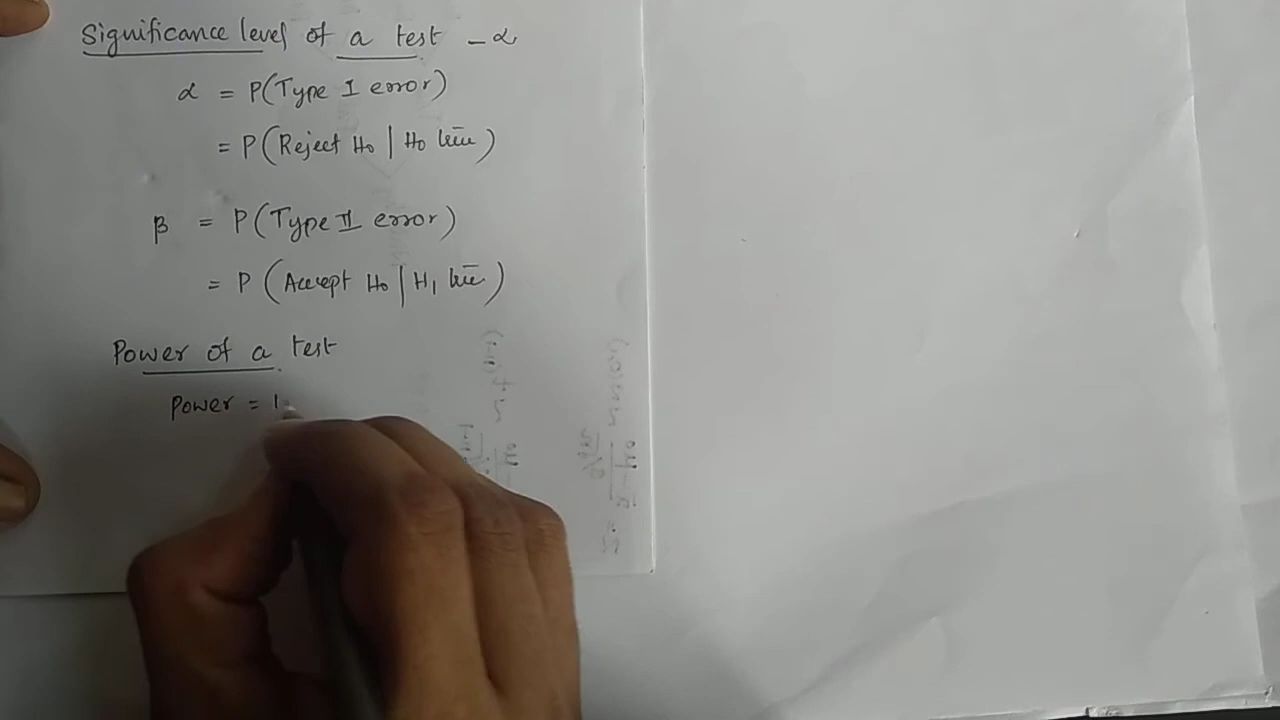 Significance level of a test - α
α = P(Type I error)
= P(Reject H₀ | H₀ true)
β = P(Type II error)
= P(Accept H₀ | H₁ true)
Power of a test
Power = 1